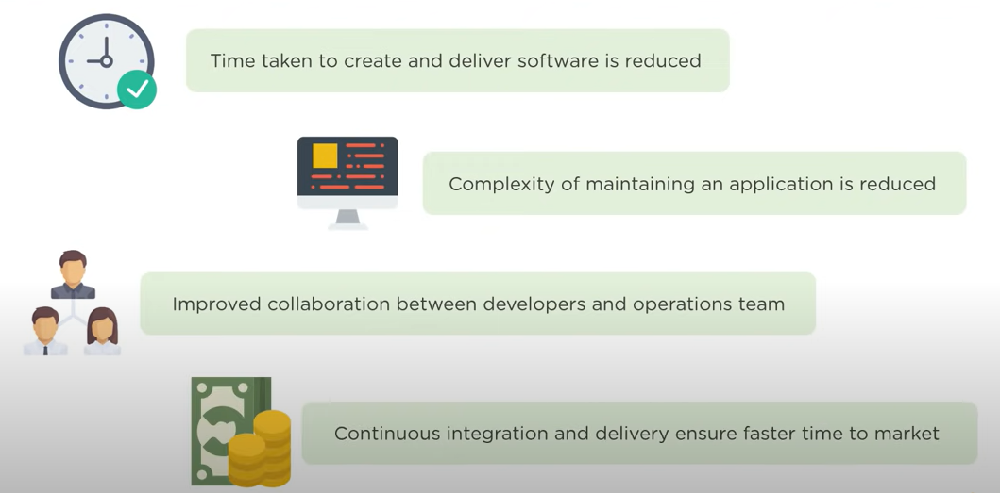 Time taken to create and deliver software is reduced
Complexity of maintaining an application is reduced
Improved collaboration between developers and operations team
Continuous integration and delivery ensure faster time to market